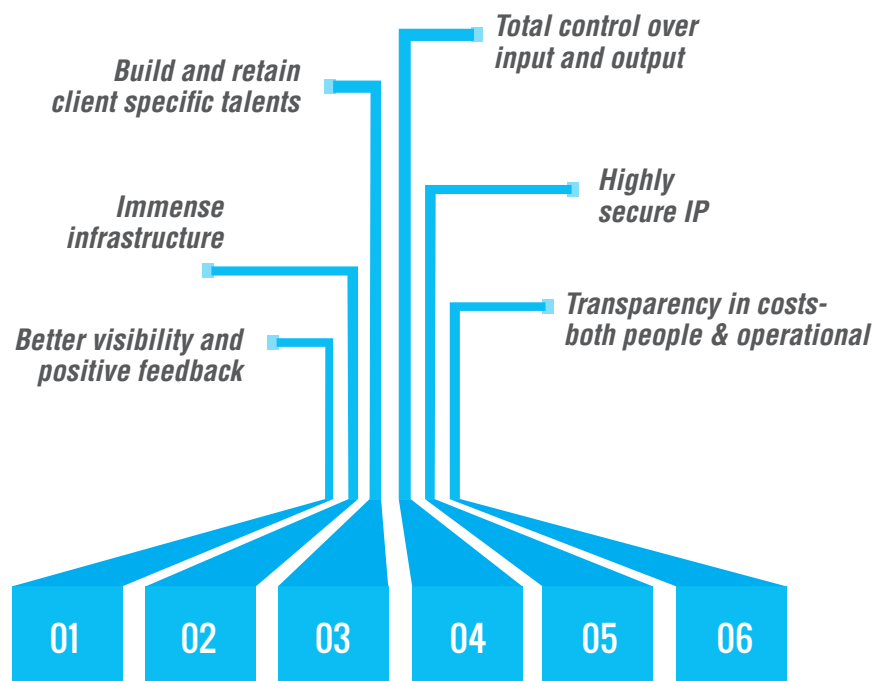 Total control over
input and output
Build and retain
client specific talents
Highly
secure IP
Immense
infrastructure
Transparency in costs-
both people & operational
Better visibility and
positive feedback
01
02
03
04
05
06